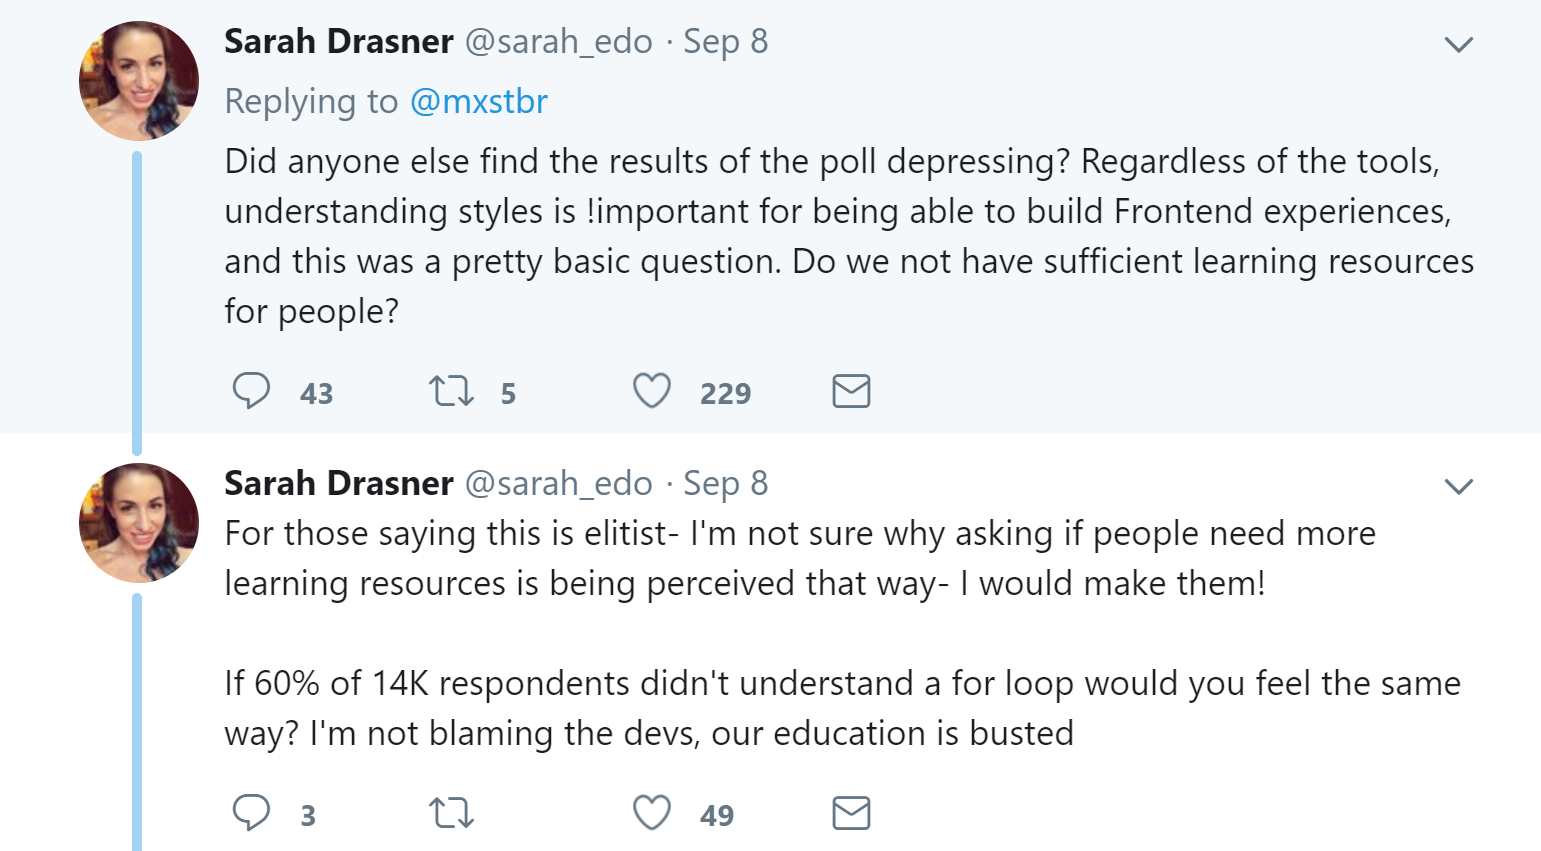 Sarah Drasner @sarah_edo · Sep 8
Replying to @mxstbr
Did anyone else find the results of the poll depressing? Regardless of the tools,
understanding styles is !important for being able to build Frontend experiences,
and this was a pretty basic question. Do we not have sufficient learning resources
for people?
43 5 229
Sarah Drasner @sarah_edo · Sep 8
For those saying this is elitist- I'm not sure why asking if people need more
learning resources is being perceived that way- I would make them!
If 60% of 14K respondents didn't understand a for loop would you feel the same
way? I'm not blaming the devs, our education is busted
3 49